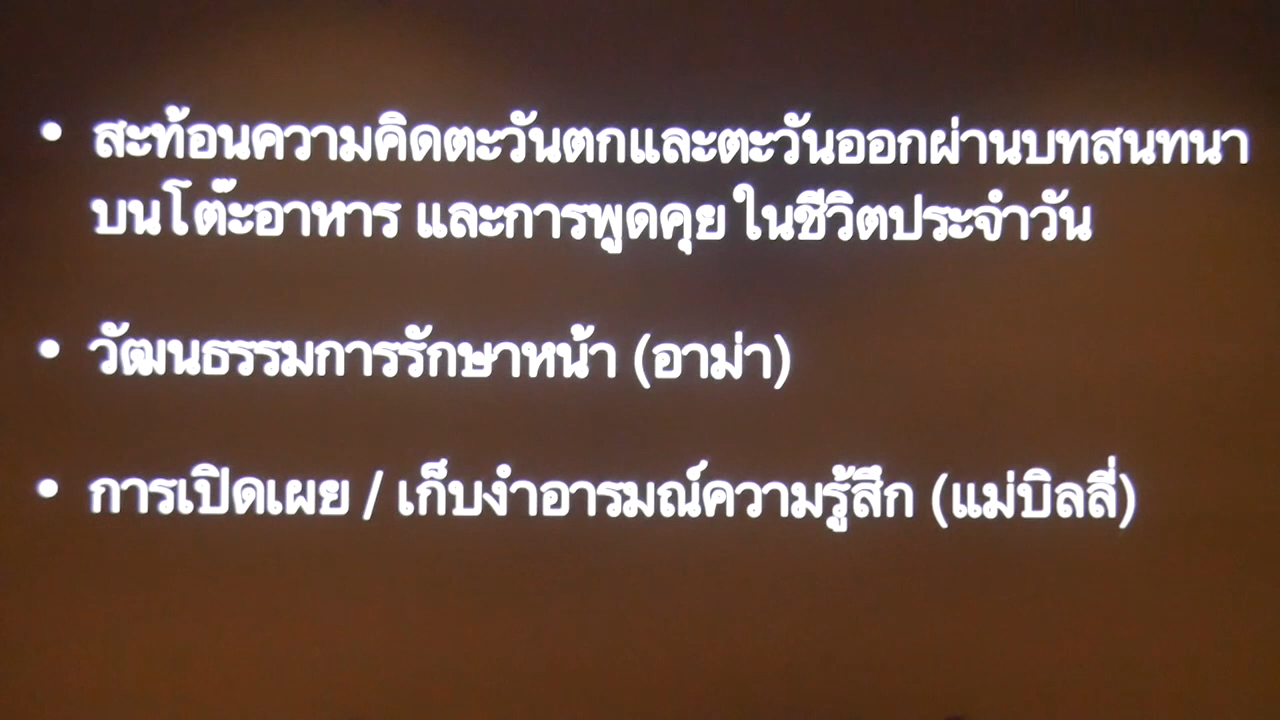 • สะท้อนความคิดตะวันตกและตะวันออกผ่านบทสนทนา
บนโต๊ะอาหาร และการพูดคุย ในชีวิตประจำวัน
• วัฒนธรรมการรักษาหน้า (อาม่า)
• การเปิดเผย / เก็บงำอารมณ์ความรู้สึก (แม่บิลลี่)